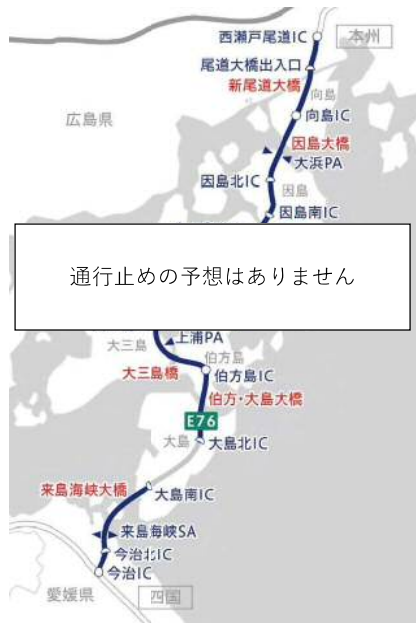 西瀬戸尾道IC
本州
尾道大橋出入口
新尾道大橋
向島
向島IC
広島県
因島大橋
大浜PA
因島北IC
因島
因島南IC
通行止めの予想はありません
上浦PA
大三島
伯方島
大三島橋
伯方島IC
伯方・大島大橋
E76
大島
大島北IC
来島海峡大橋
大島南IC
来島海峡SA
今治北IC
今治IC
愛媛県
四国